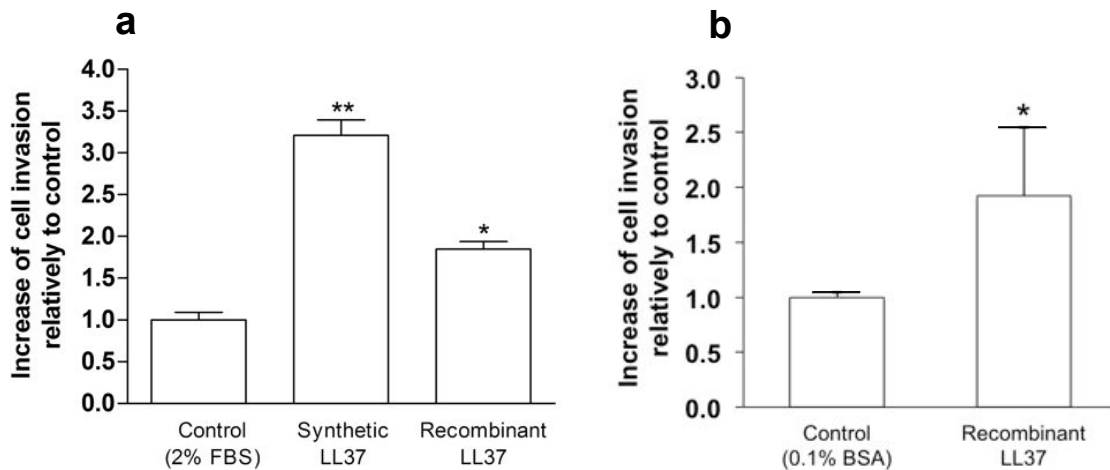 a
Increase of cell invasion
relatively to control
4.0
3.5
3.0
2.5
2.0
1.5
1.0
0.5
0.0
**
*
Control
(2% FBS)
Synthetic
LL37
Recombinant
LL37
b
Increase of cell invasion
relatively to control
3.0
2.5
2.0
1.5
1.0
0.5
0.0
*
Control
(0.1% BSA)
Recombinant
LL37